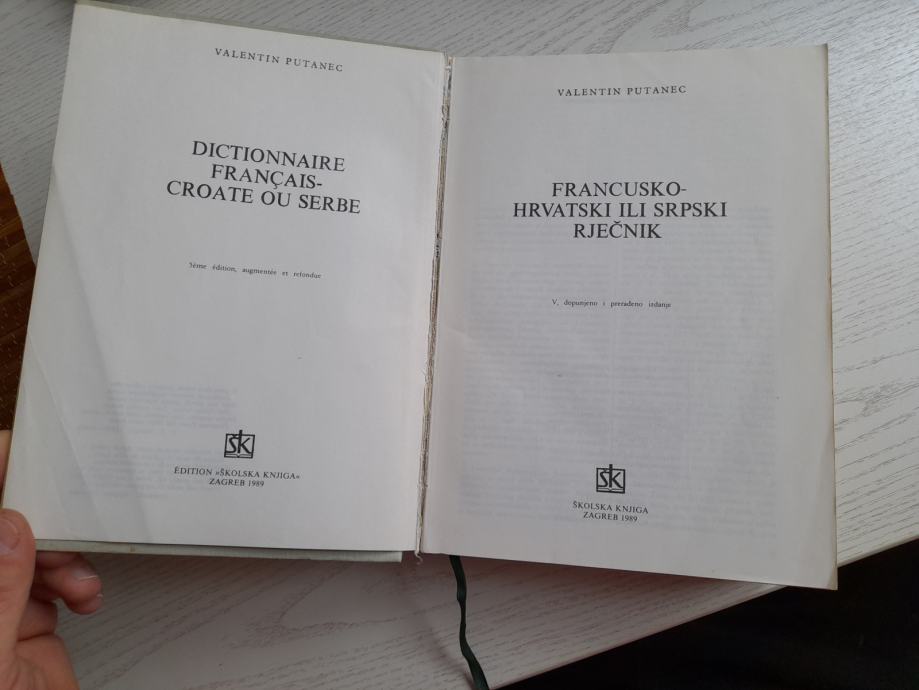 VALENTIN PUTANEC
DICTIONNAIRE
FRANÇAIS-
CROATE OU SERBE
5ème édition, augmentée et refondue
šk
ÉDITION »ŠKOLSKA KNJIGA«
ZAGREB 1989
VALENTIN PUTANEC
FRANCUSKO-
HRVATSKI ILI SRPSKI
RJEČNIK
V, dopunjeno i prerađeno izdanje
šk
ŠKOLSKA KNJIGA
ZAGREB 1989